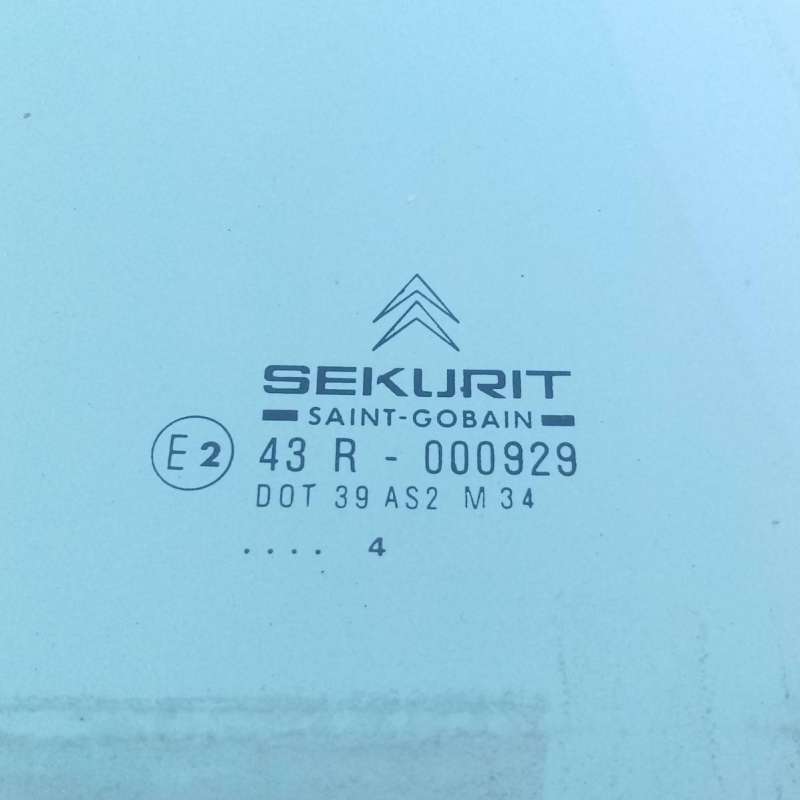 SEKURIT
SAINT-GOBAIN
E2 43 R - 000929
DOT 39 AS2 M 34
.... 4